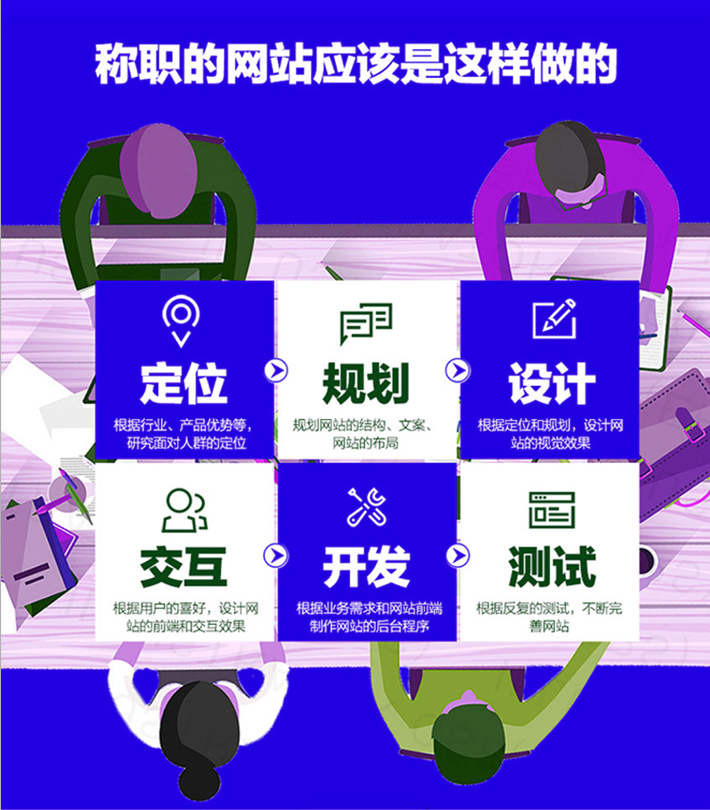 称职的网站应该是这样做的
定位
根据行业、产品优势等,
研究面对人群的定位
规划
规划网站的结构、文案、
网站的布局
设计
根据定位和规划，设计网
站的视觉效果
交互
根据用户的喜好，设计网
站的前端和交互效果
开发
根据业务需求和网站前端
制作网站的后台程序
测试
根据反复的测试，不断完
善网站